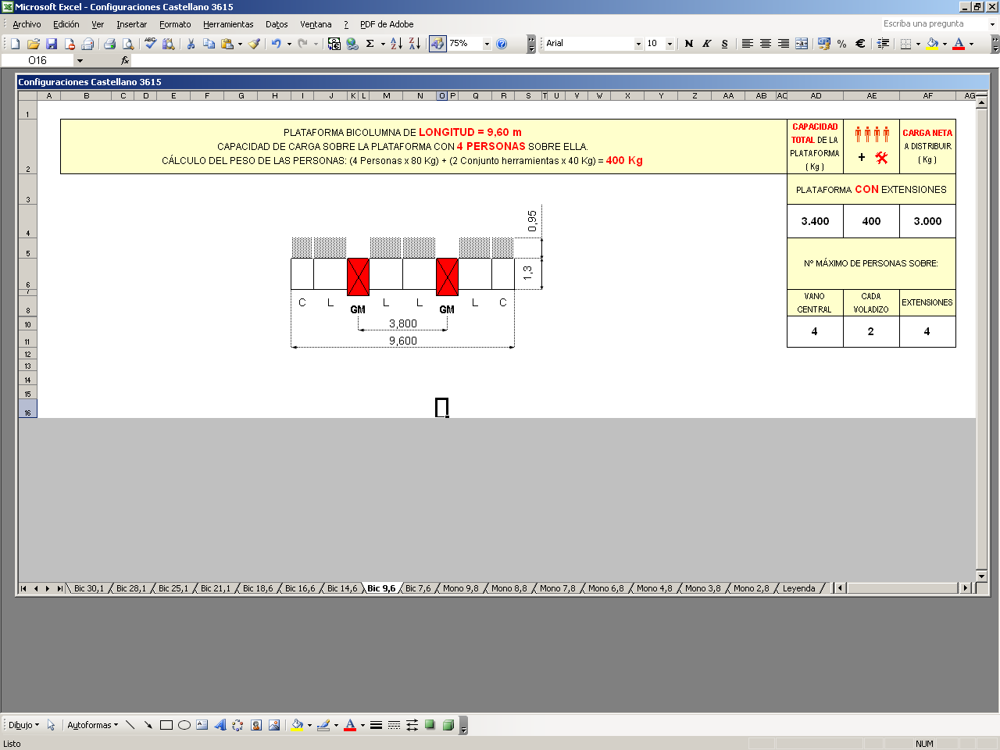 Microsoft Excel - Configuraciones Castellano 3615
Archivo Edición Ver Insertar Formato Herramientas Datos Ventana ? PDF de Adobe
Escriba una pregunta
75%
Arial
10
N K S
O16
fx
Configuraciones Castellano 3615
A B C D E F G H I J K L M N O P Q R S T U V W X Y Z AA AB AC AD AE AF AG
1
2
3
4
5
6
7
8
10
11
12
13
14
15
16
PLATAFORMA BICOLUMNA DE LONGITUD = 9,60 m
CAPACIDAD DE CARGA SOBRE LA PLATAFORMA CON 4 PERSONAS SOBRE ELLA.
CÁLCULO DEL PESO DE LAS PERSONAS: (4 Personas x 80 Kg) + (2 Conjunto herramientas x 40 Kg) = 400 Kg
CAPACIDAD
TOTAL DE LA
PLATAFORMA
( Kg )
+
CARGA NETA
A DISTRIBUIR
( Kg )
PLATAFORMA CON EXTENSIONES
3.400 400 3.000
Nº MÁXIMO DE PERSONAS SOBRE:
VANO
CENTRAL
CADA
VOLADIZO
EXTENSIONES
4 2 4
0,95
1,3
C L GM L L GM L C
3,800
9,600
Bic 30,1 Bic 28,1 Bic 25,1 Bic 21,1 Bic 18,6 Bic 16,6 Bic 14,6 Bic 9,6 Bic 7,6 Mono 9,8 Mono 8,8 Mono 7,8 Mono 6,8 Mono 4,8 Mono 3,8 Mono 2,8 Leyenda
Dibujo Autoformas
Listo
NUM